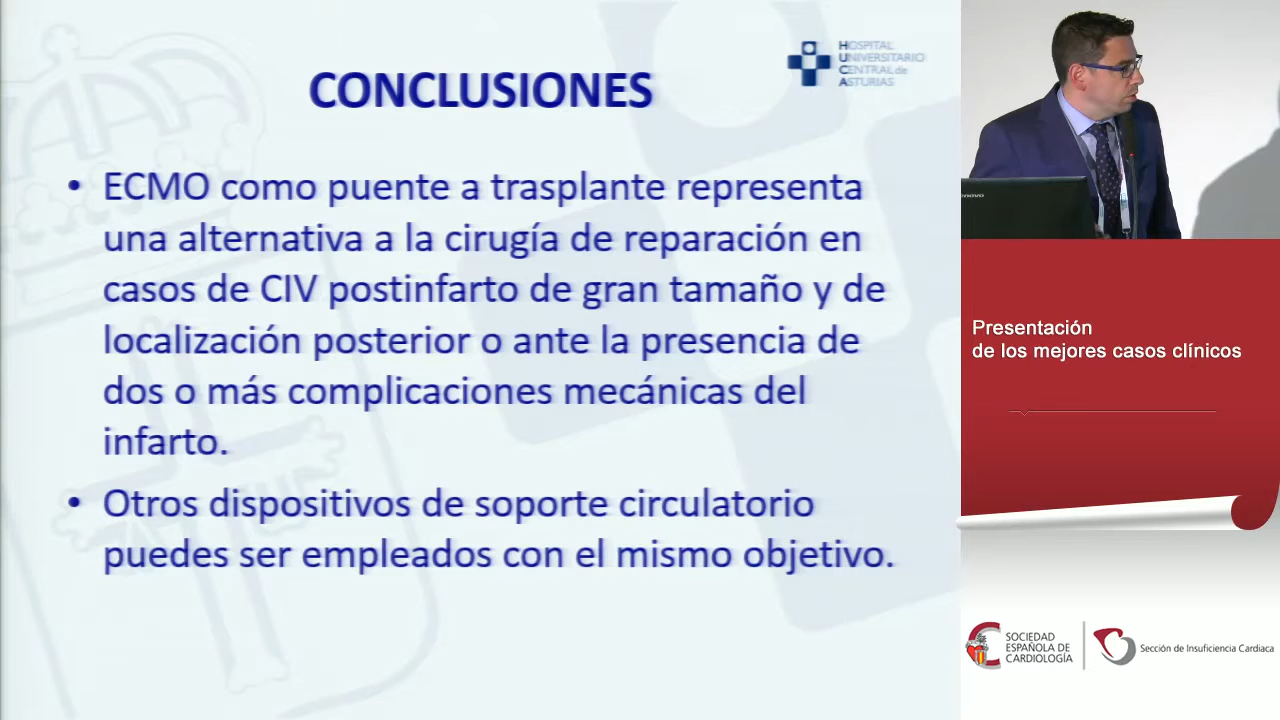 CONCLUSIONES
HOSPITAL
UNIVERSITARIO
CENTRAL de
ASTURIAS
• ECMO como puente a trasplante representa
una alternativa a la cirugía de reparación en
casos de CIV postinfarto de gran tamaño y de
localización posterior o ante la presencia de
dos o más complicaciones mecánicas del
infarto.
• Otros dispositivos de soporte circulatorio
puedes ser empleados con el mismo objetivo.
Presentación
de los mejores casos clínicos
SOCIEDAD
ESPAÑOLA DE
CARDIOLOGÍA
Sección de Insuficiencia Cardiaca